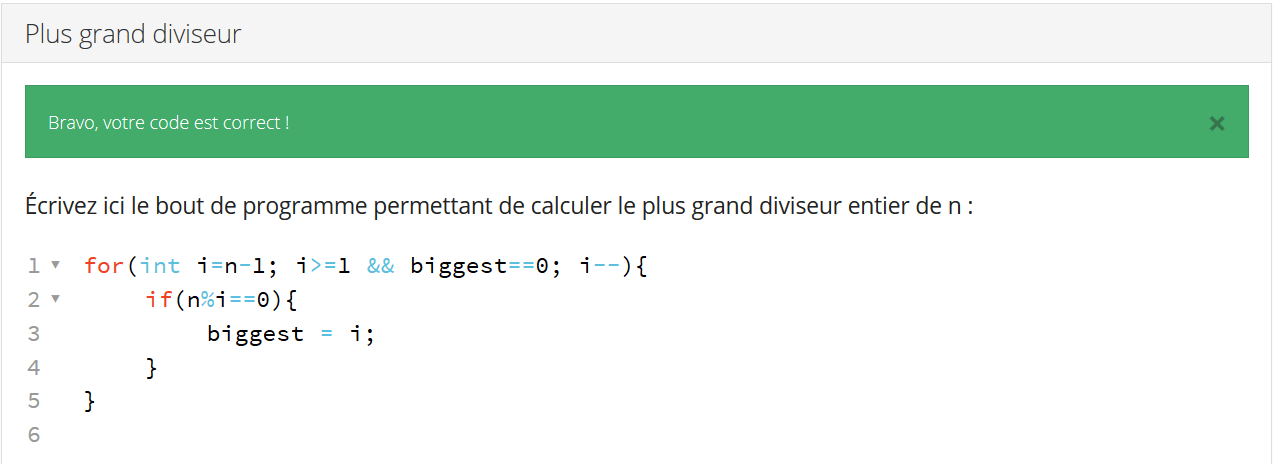 Plus grand diviseur
Bravo, votre code est correct !
×
Écrivez ici le bout de programme permettant de calculer le plus grand diviseur entier de n :
1 ▾ for(int i=n-1; i>=1 && biggest==0; i--){
2 ▾ if(n%i==0){
3 biggest = i;
4 }
5 }
6